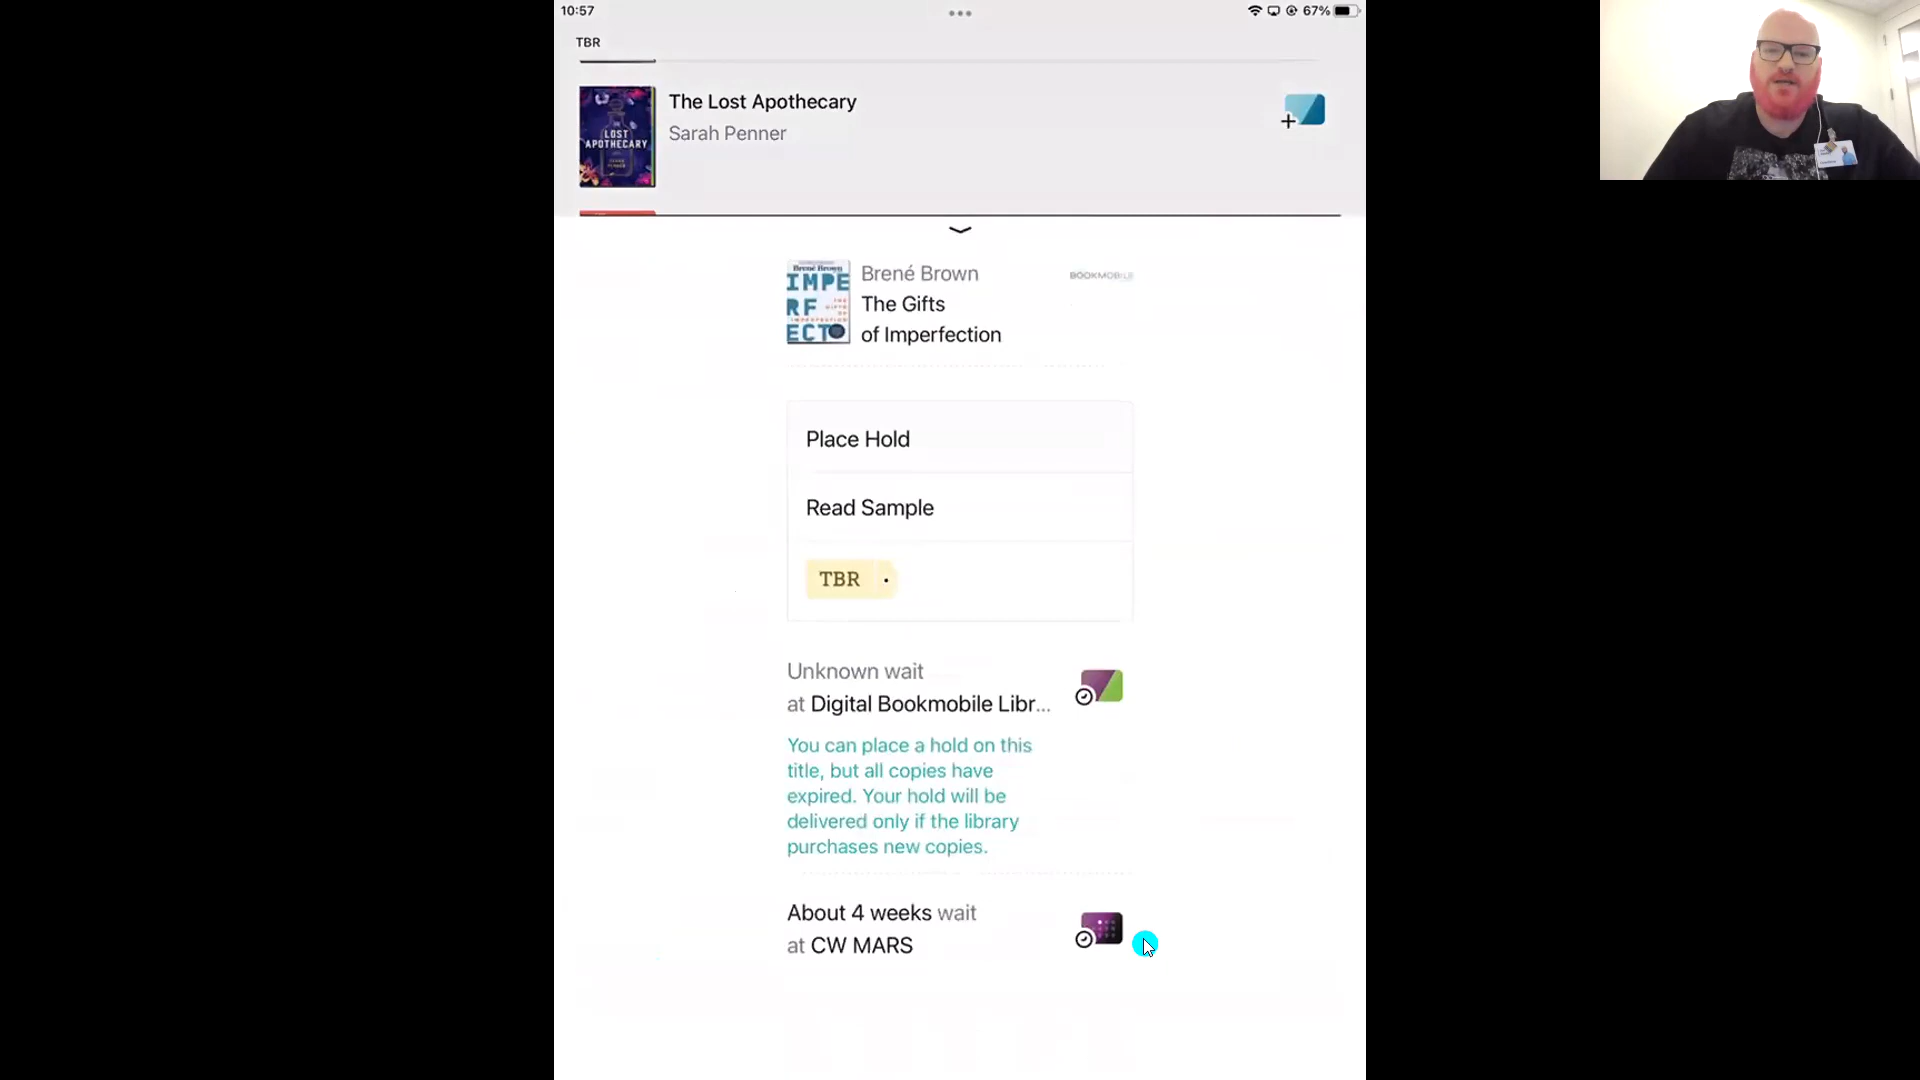 10:57
67%
TBR
LOST
APOTHECARY
The Lost Apothecary
Sarah Penner
Brené Brown
IMPE
RF
ECT
Brené Brown
BOOKMOBILE
The Gifts
of Imperfection
Place Hold
Read Sample
TBR
Unknown wait
at Digital Bookmobile Libr...
You can place a hold on this
title, but all copies have
expired. Your hold will be
delivered only if the library
purchases new copies.
About 4 weeks wait
at CW MARS